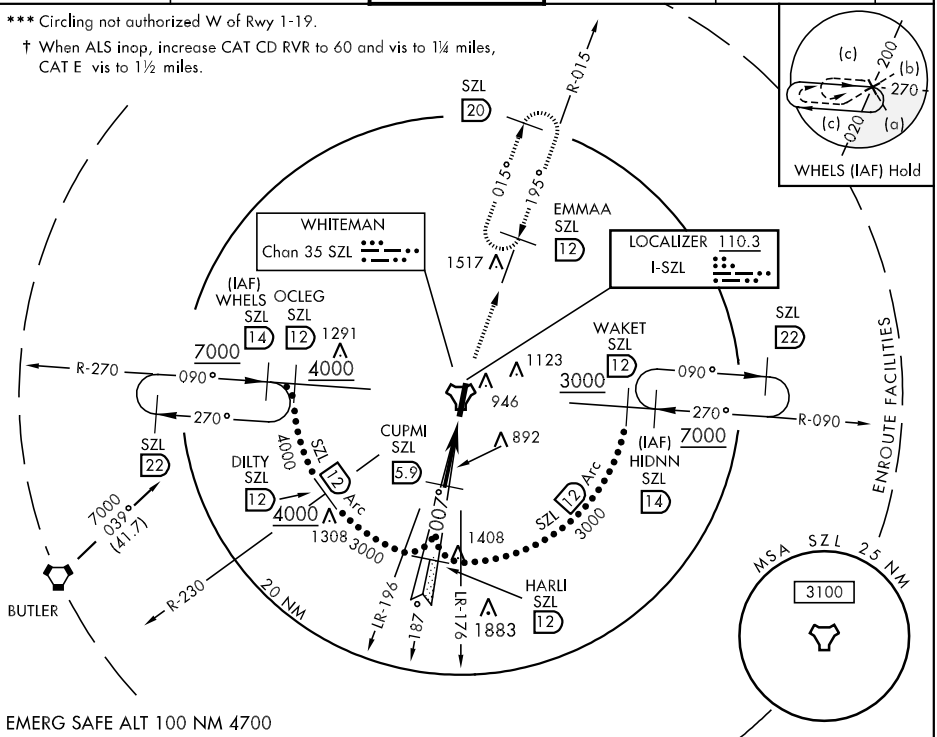 *** Circling not authorized W of Rwy 1-19.
† When ALS inop, increase CAT CD RVR to 60 and vis to 1¼ miles,
CAT E vis to 1½ miles.
(c)
200
(b)
270
(c)
020
(a)
WHELS (IAF) Hold
R-015
SZL
20
015°
195°
EMMAA
SZL
12
1517
WHITEMAN
Chan 35 SZL
LOCALIZER 110.3
I-SZL
(IAF)
WHELS
SZL
14
OCLEG
SZL
12
1291
7000
4000
R-270
090°
270°
SZL
22
1123
946
892
WAKET
SZL
12
3000
SZL
22
090°
270°
R-090
7000
(IAF)
HIDNN
SZL
14
ENROUTE FACILITIES
CUPMI
SZL
5.9
4000
SZL 12 Arc
DILTY
SZL
12
4000
1308
3000
007°
1408
SZL 12 Arc
3000
7000
039°
(41.7)
BUTLER
R-230
20 NM
LR-196
187°
LR-176
1883
HARLI
SZL
12
MSA SZL 25 NM
3100
EMERG SAFE ALT 100 NM 4700